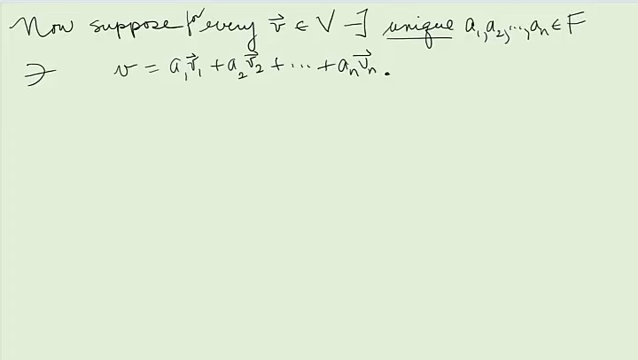 Now suppose for every v⃗ ∈ V ∃ unique a₁,a₂,...,aₙ ∈ F
∋ v = a₁v⃗₁ + a₂v⃗₂ + ... + aₙv⃗ₙ.